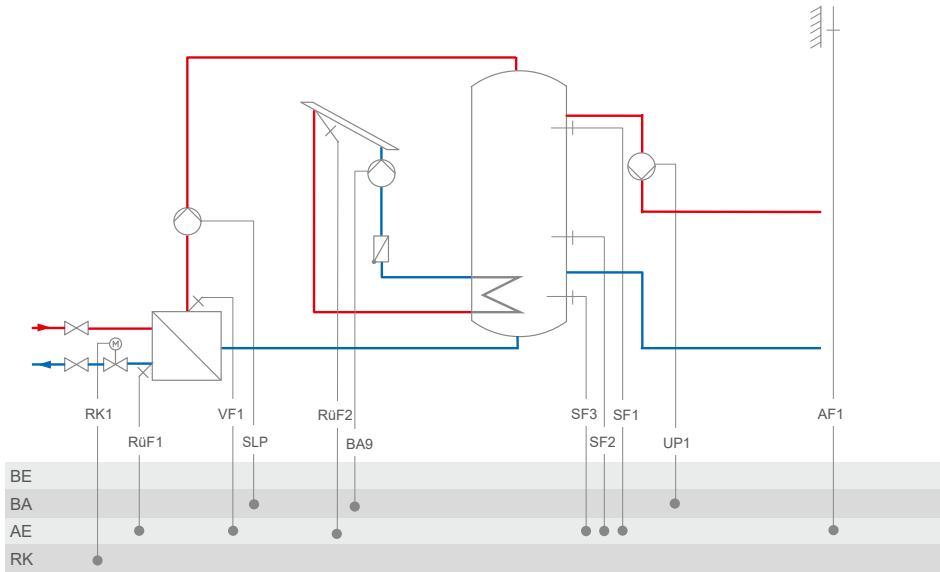 M
RK1
VF1
RüF2
SF3
SF1
AF1
RüF1
SLP
BA9
SF2
UP1
BE
BA
AE
RK